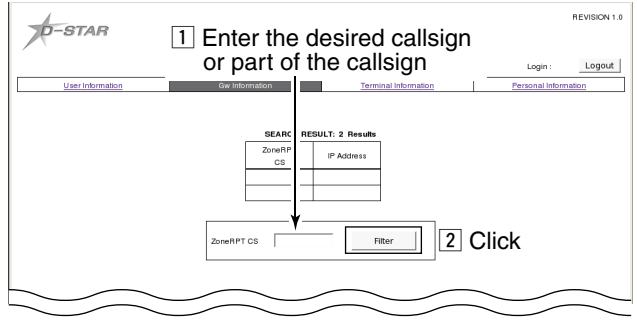 REVISION 1.0
D-STAR
1 Enter the desired callsign
or part of the callsign
Login :
Logout
User Information
Gw Information
Terminal Information
Personal Information
SEARC RESULT: 2 Results
ZoneRP
CS
IP Address
ZoneRPT CS
Filter
2 Click